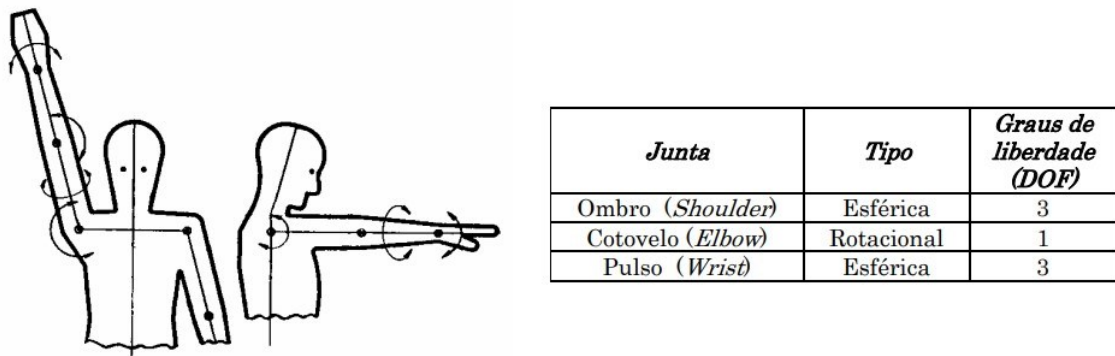 Junta Tipo Graus de liberdade (DOF)
Ombro (Shoulder) Esférica 3
Cotovelo (Elbow) Rotacional 1
Pulso (Wrist) Esférica 3